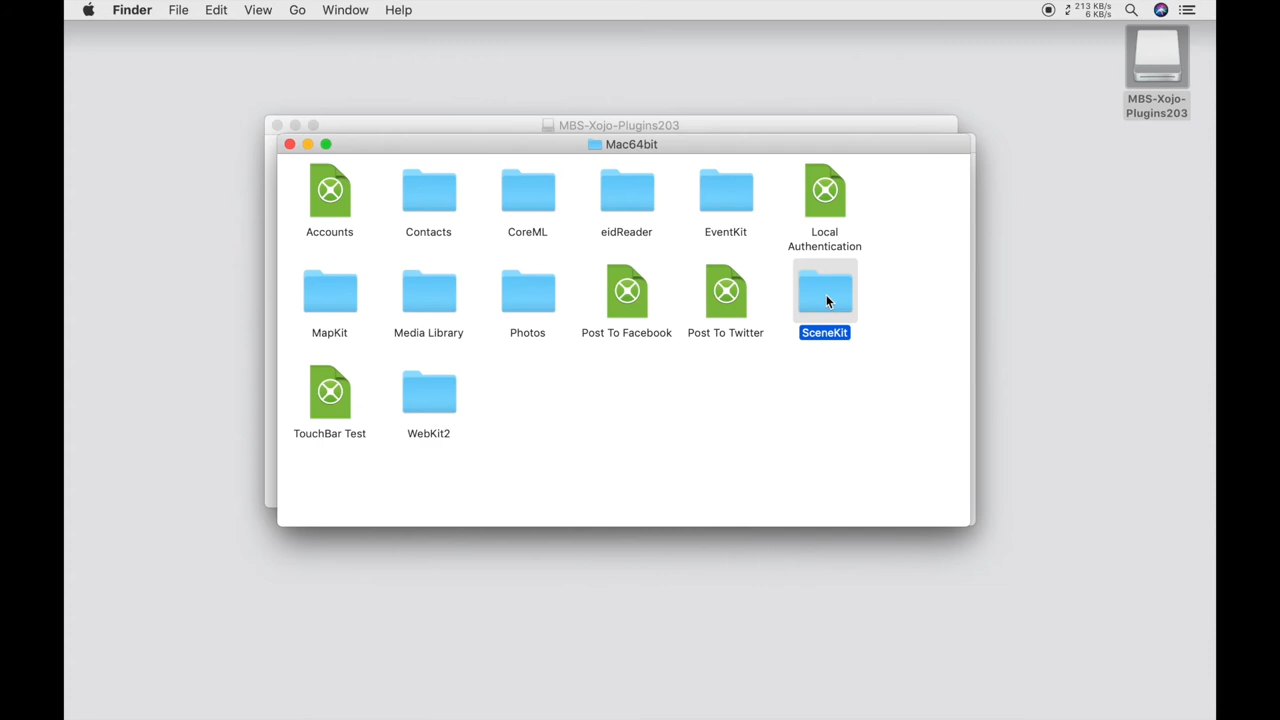 Finder File Edit View Go Window Help 213 KB/s
6 KB/s
MBS-Xojo-
Plugins203
MBS-Xojo-Plugins203
Mac64bit
Accounts Contacts CoreML eidReader EventKit Local
Authentication
MapKit Media Library Photos Post To Facebook Post To Twitter SceneKit
TouchBar Test WebKit2